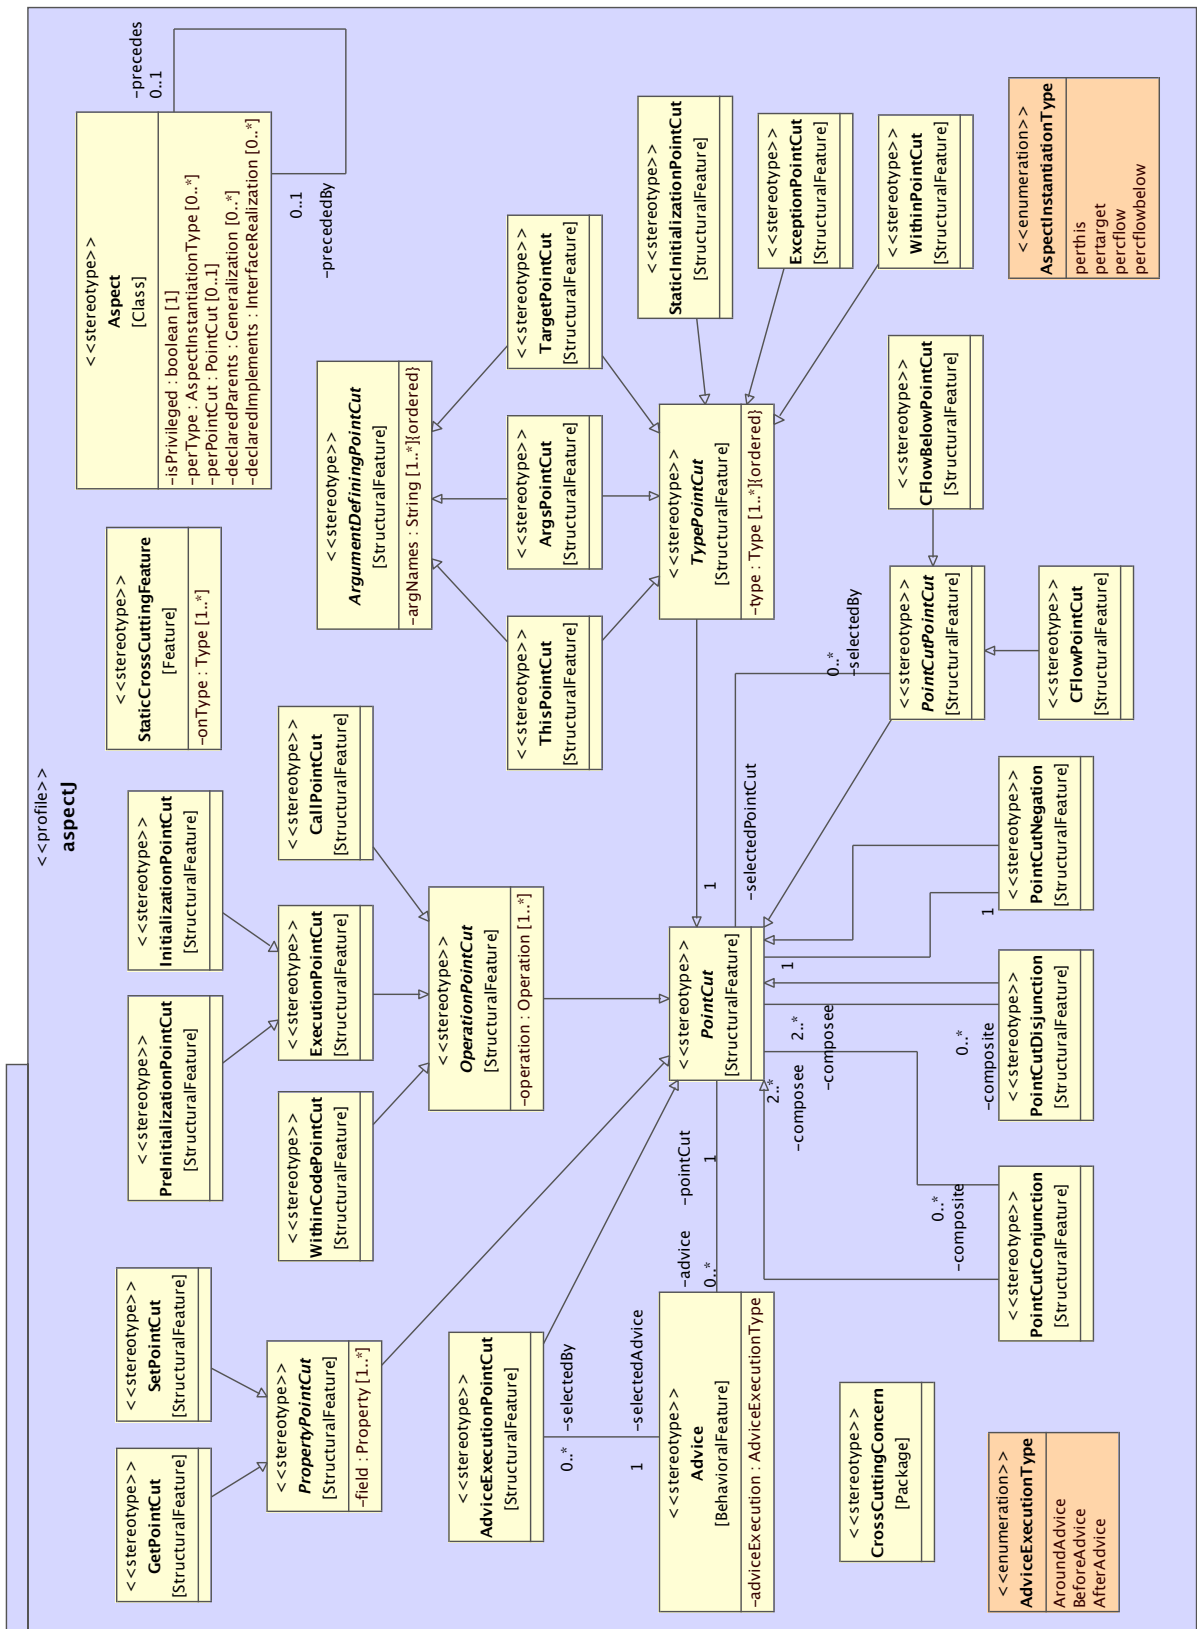 <<profile>>
aspectJ
<<stereotype>>
GetPointCut
[StructuralFeature]
<<stereotype>>
SetPointCut
[StructuralFeature]
<<stereotype>>
PreInitializationPointCut
[StructuralFeature]
<<stereotype>>
InitializationPointCut
[StructuralFeature]
<<stereotype>>
StaticCrossCuttingFeature
[Feature]
-onType : Type [1..*]
<<stereotype>>
Aspect
[Class]
-isPrivileged : boolean [1]
-perType : AspectInstantiationType [0..*]
-perPointCut : PointCut [0..1]
-declaredParents : Generalization [0..*]
-declaredImplements : InterfaceRealization [0..*]
-precedes
0..1
0..1
-precededBy
<<stereotype>>
PropertyPointCut
[StructuralFeature]
-field : Property [1..*]
<<stereotype>>
WithinCodePointCut
[StructuralFeature]
<<stereotype>>
ExecutionPointCut
[StructuralFeature]
<<stereotype>>
CallPointCut
[StructuralFeature]
<<stereotype>>
ArgumentDefiningPointCut
[StructuralFeature]
-argNames : String [1..*]{ordered}
<<stereotype>>
AdviceExecutionPointCut
[StructuralFeature]
<<stereotype>>
OperationPointCut
[StructuralFeature]
-operation : Operation [1..*]
<<stereotype>>
ThisPointCut
[StructuralFeature]
<<stereotype>>
ArgsPointCut
[StructuralFeature]
<<stereotype>>
TargetPointCut
[StructuralFeature]
0..*
-selectedBy
1
-selectedAdvice
<<stereotype>>
Advice
[BehavioralFeature]
-adviceExecution : AdviceExecutionType
-advice
0..*
-pointCut
1
<<stereotype>>
PointCut
[StructuralFeature]
1
-selectedPointCut
0..*
-selectedBy
<<stereotype>>
TypePointCut
[StructuralFeature]
-type : Type [1..*]{ordered}
<<stereotype>>
StaticInitializationPointCut
[StructuralFeature]
<<stereotype>>
ExceptionPointCut
[StructuralFeature]
<<stereotype>>
WithinPointCut
[StructuralFeature]
2..*
-composee
2..*
-composee
1
<<stereotype>>
CrossCuttingConcern
[Package]
0..*
-composite
0..*
-composite
1
<<stereotype>>
PointCutPointCut
[StructuralFeature]
<<stereotype>>
CFlowBelowPointCut
[StructuralFeature]
<<enumeration>>
AdviceExecutionType
AroundAdvice
BeforeAdvice
AfterAdvice
<<stereotype>>
PointCutConjunction
[StructuralFeature]
<<stereotype>>
PointCutDisjunction
[StructuralFeature]
<<stereotype>>
PointCutNegation
[StructuralFeature]
<<stereotype>>
CFlowPointCut
[StructuralFeature]
<<enumeration>>
AspectInstantiationType
perthis
pertarget
percflow
percflowbelow